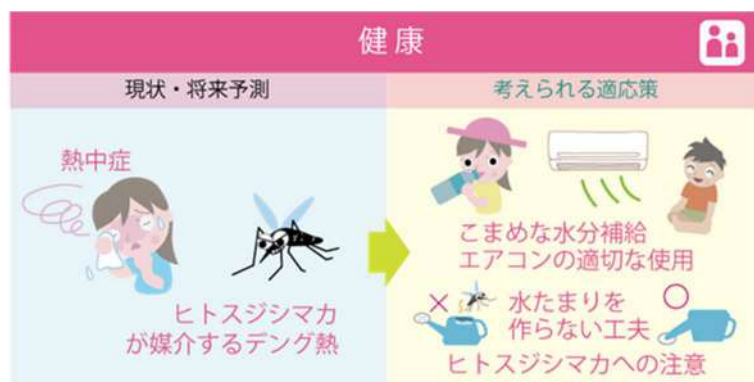 健康
現状・将来予測
考えられる適応策
熱中症
ヒトスジシマカ
が媒介するデング熱
こまめな水分補給
エアコンの適切な使用
水たまりを
作らない工夫
ヒトスジシマカへの注意